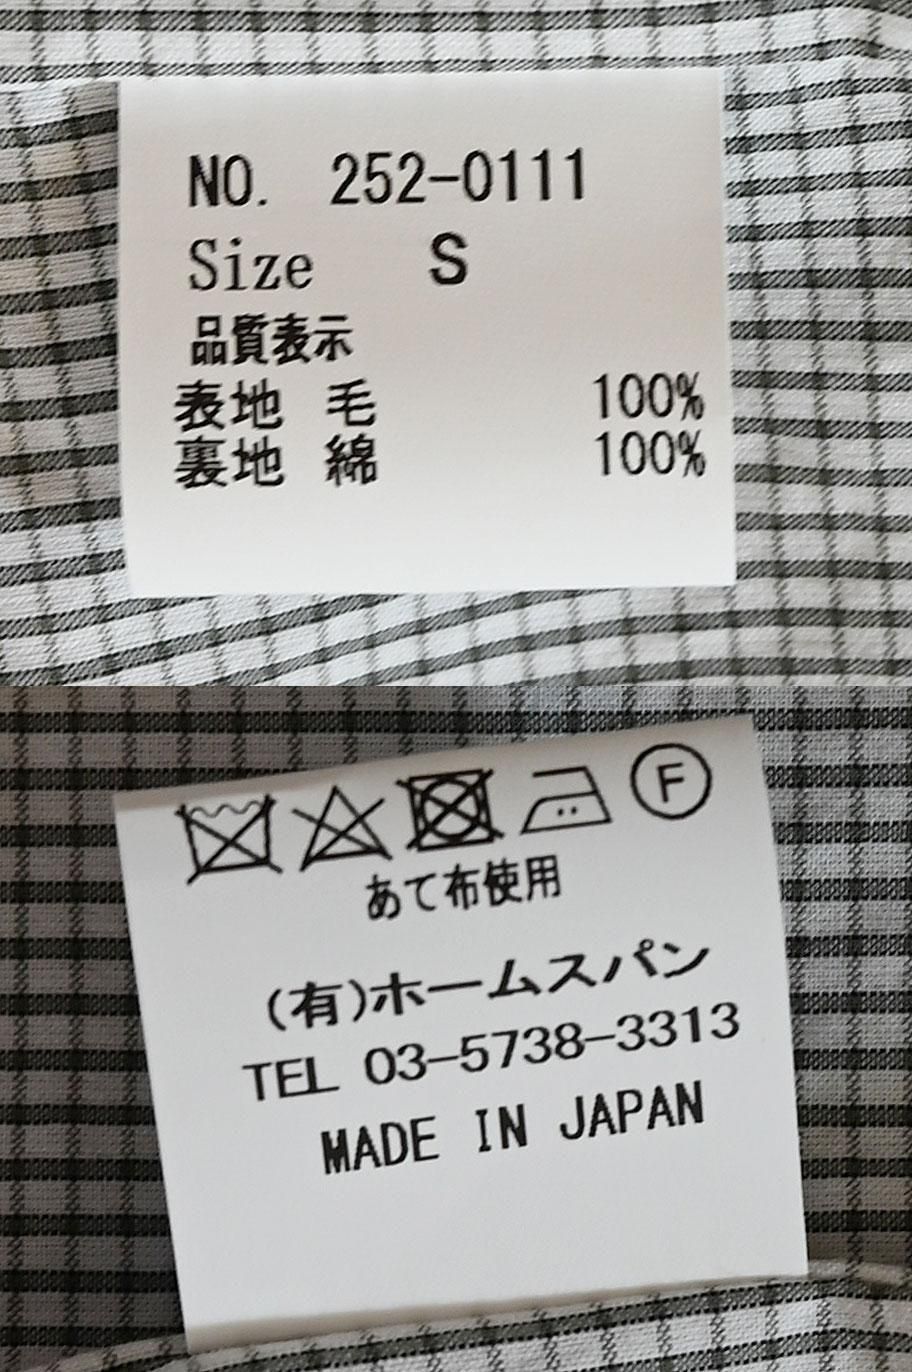 NO. 252-0111
Size S
品質表示
表地 毛 100%
裏地 綿 100%
F
あて布使用
(有)ホームスパン
TEL 03-5738-3313
MADE IN JAPAN